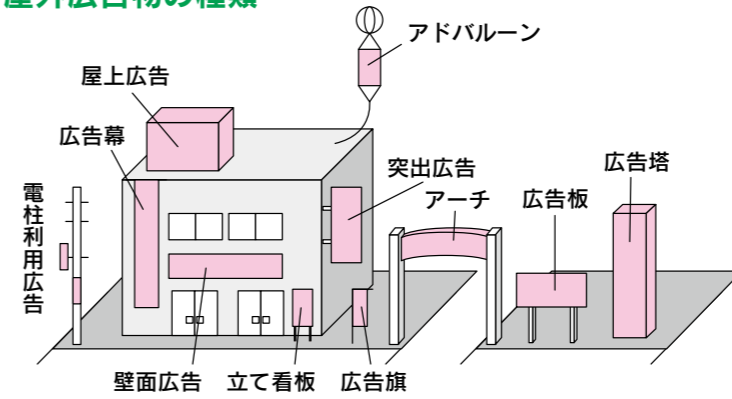 屋外広告物の種類
アドバルーン
屋上広告
広告幕
突出広告
広告塔
アーチ
広告板
電柱利用広告
壁面広告
立て看板
広告旗